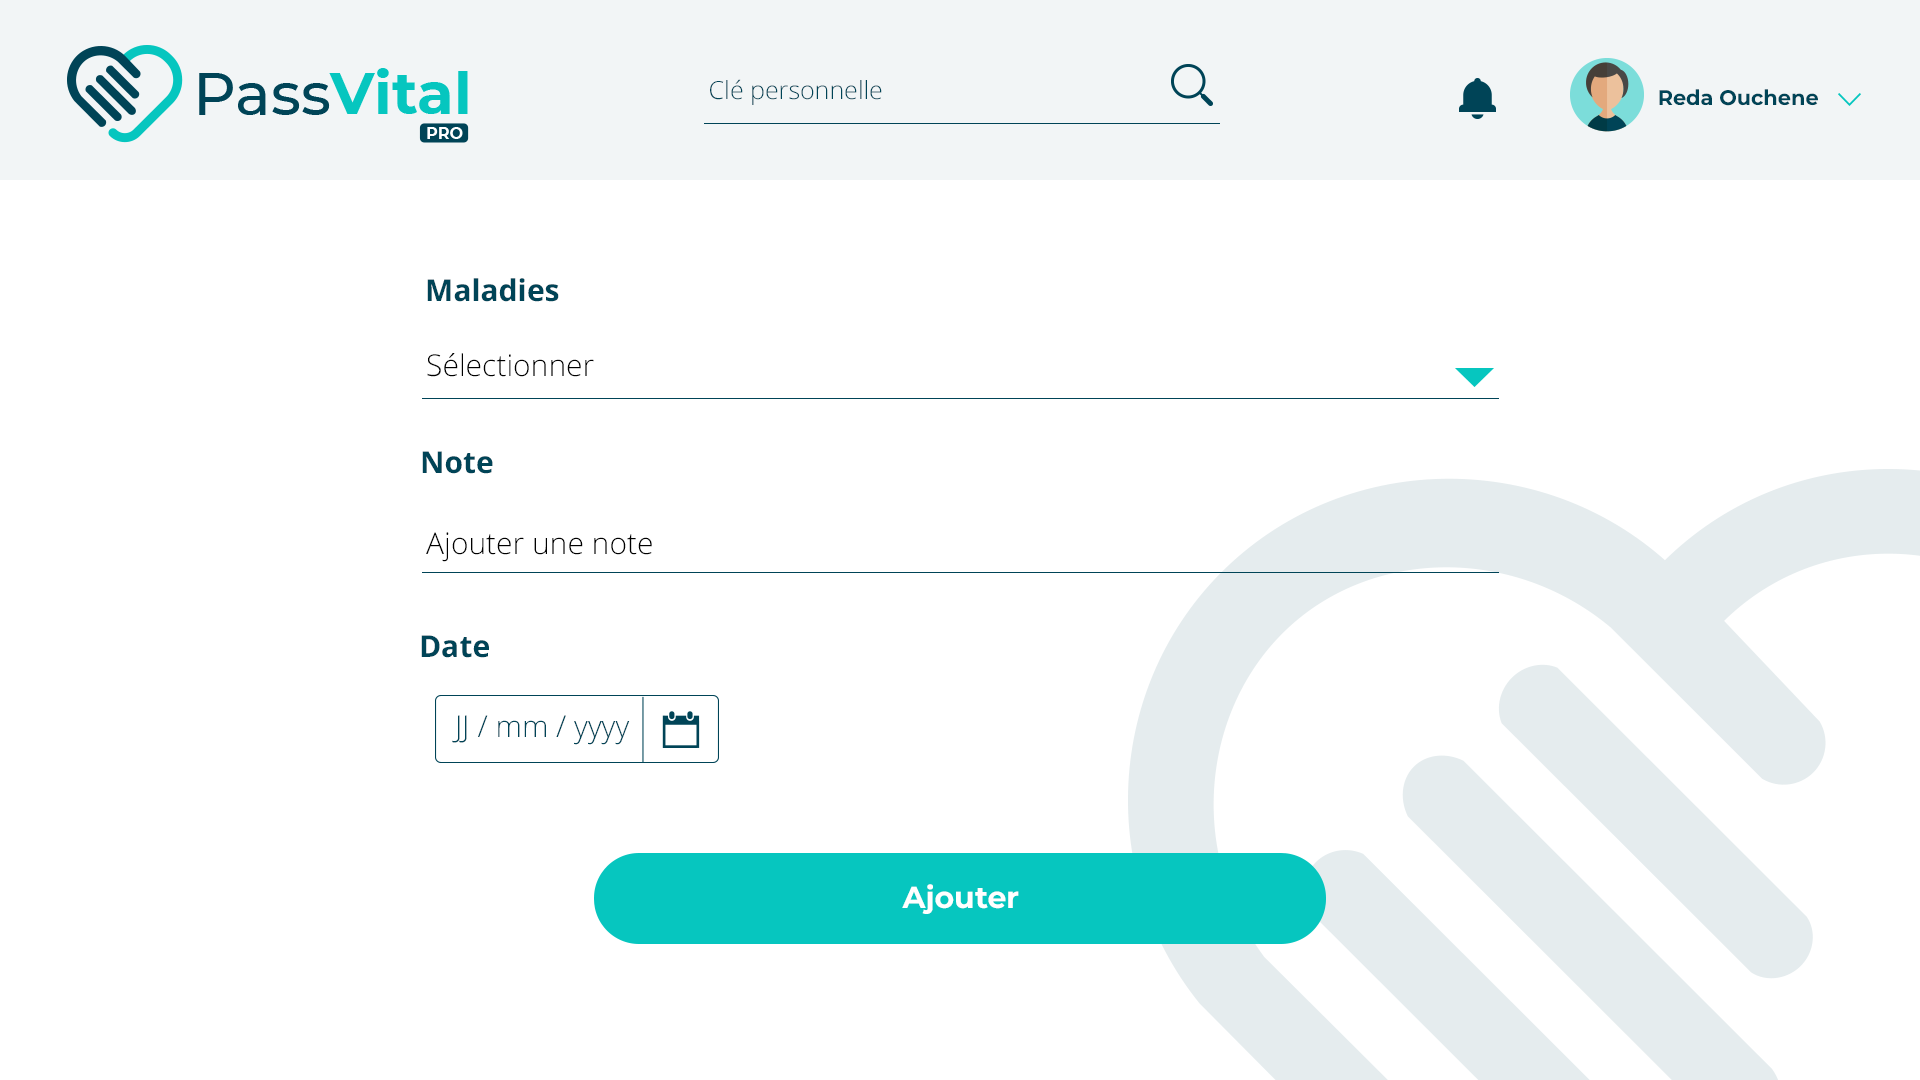 PassVital
PRO
Clé personnelle
Reda Ouchene
Maladies
Sélectionner
Note
Ajouter une note
Date
JJ / mm / yyyy
Ajouter